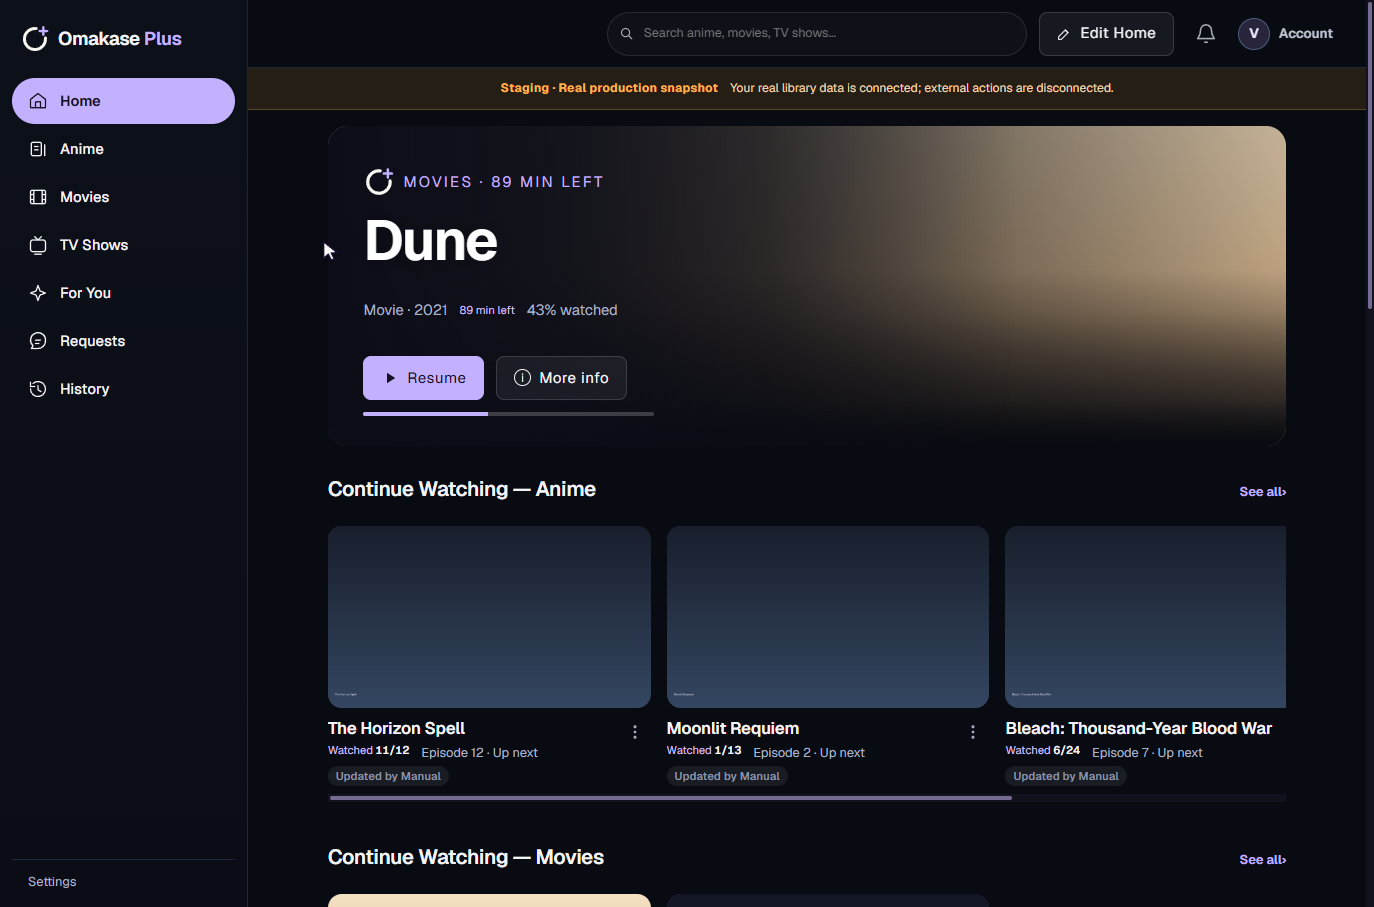 Omakase Plus
Search anime, movies, TV shows...
Edit Home
V
Account
Home
Anime
Movies
TV Shows
For You
Requests
History
Settings
Staging · Real production snapshot Your real library data is connected; external actions are disconnected.
MOVIES · 89 MIN LEFT
Dune
Movie · 2021 89 min left 43% watched
Resume
More info
Continue Watching — Anime
See all›
The Horizon Spell
Watched 11/12 Episode 12 · Up next
Updated by Manual
Moonlit Requiem
Watched 1/13 Episode 2 · Up next
Updated by Manual
Bleach: Thousand-Year Blood War
Watched 6/24 Episode 7 · Up next
Updated by Manual
Continue Watching — Movies
See all›